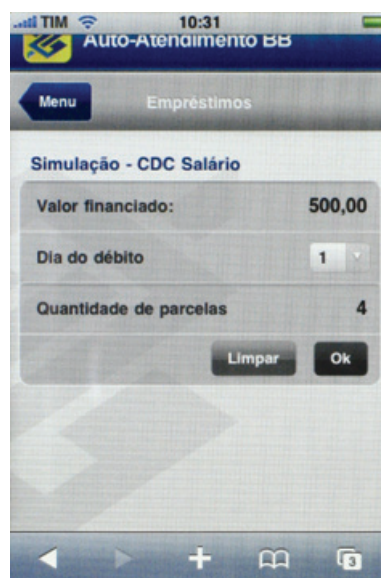 TIM 10:31
Auto-Atendimento BB
Menu Empréstimos
Simulação - CDC Salário
Valor financiado: 500,00
Dia do débito 1
Quantidade de parcelas 4
Limpar Ok
3